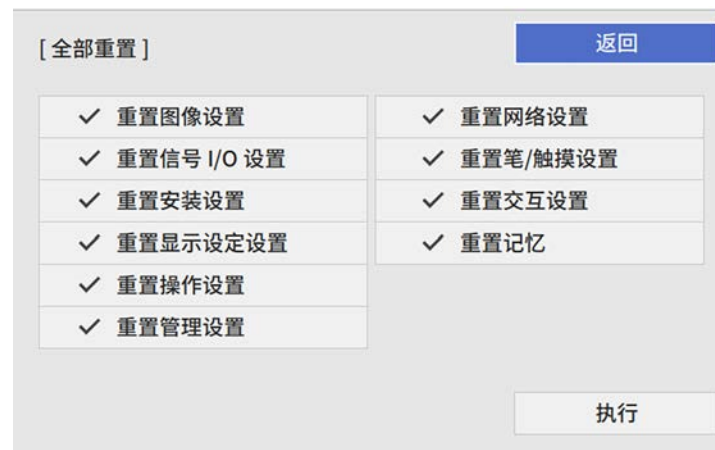 [ 全部重置 ]
返回
重置图像设置
重置信号 I/O 设置
重置安装设置
重置显示设定设置
重置操作设置
重置管理设置
重置网络设置
重置笔/触摸设置
重置交互设置
重置记忆
执行